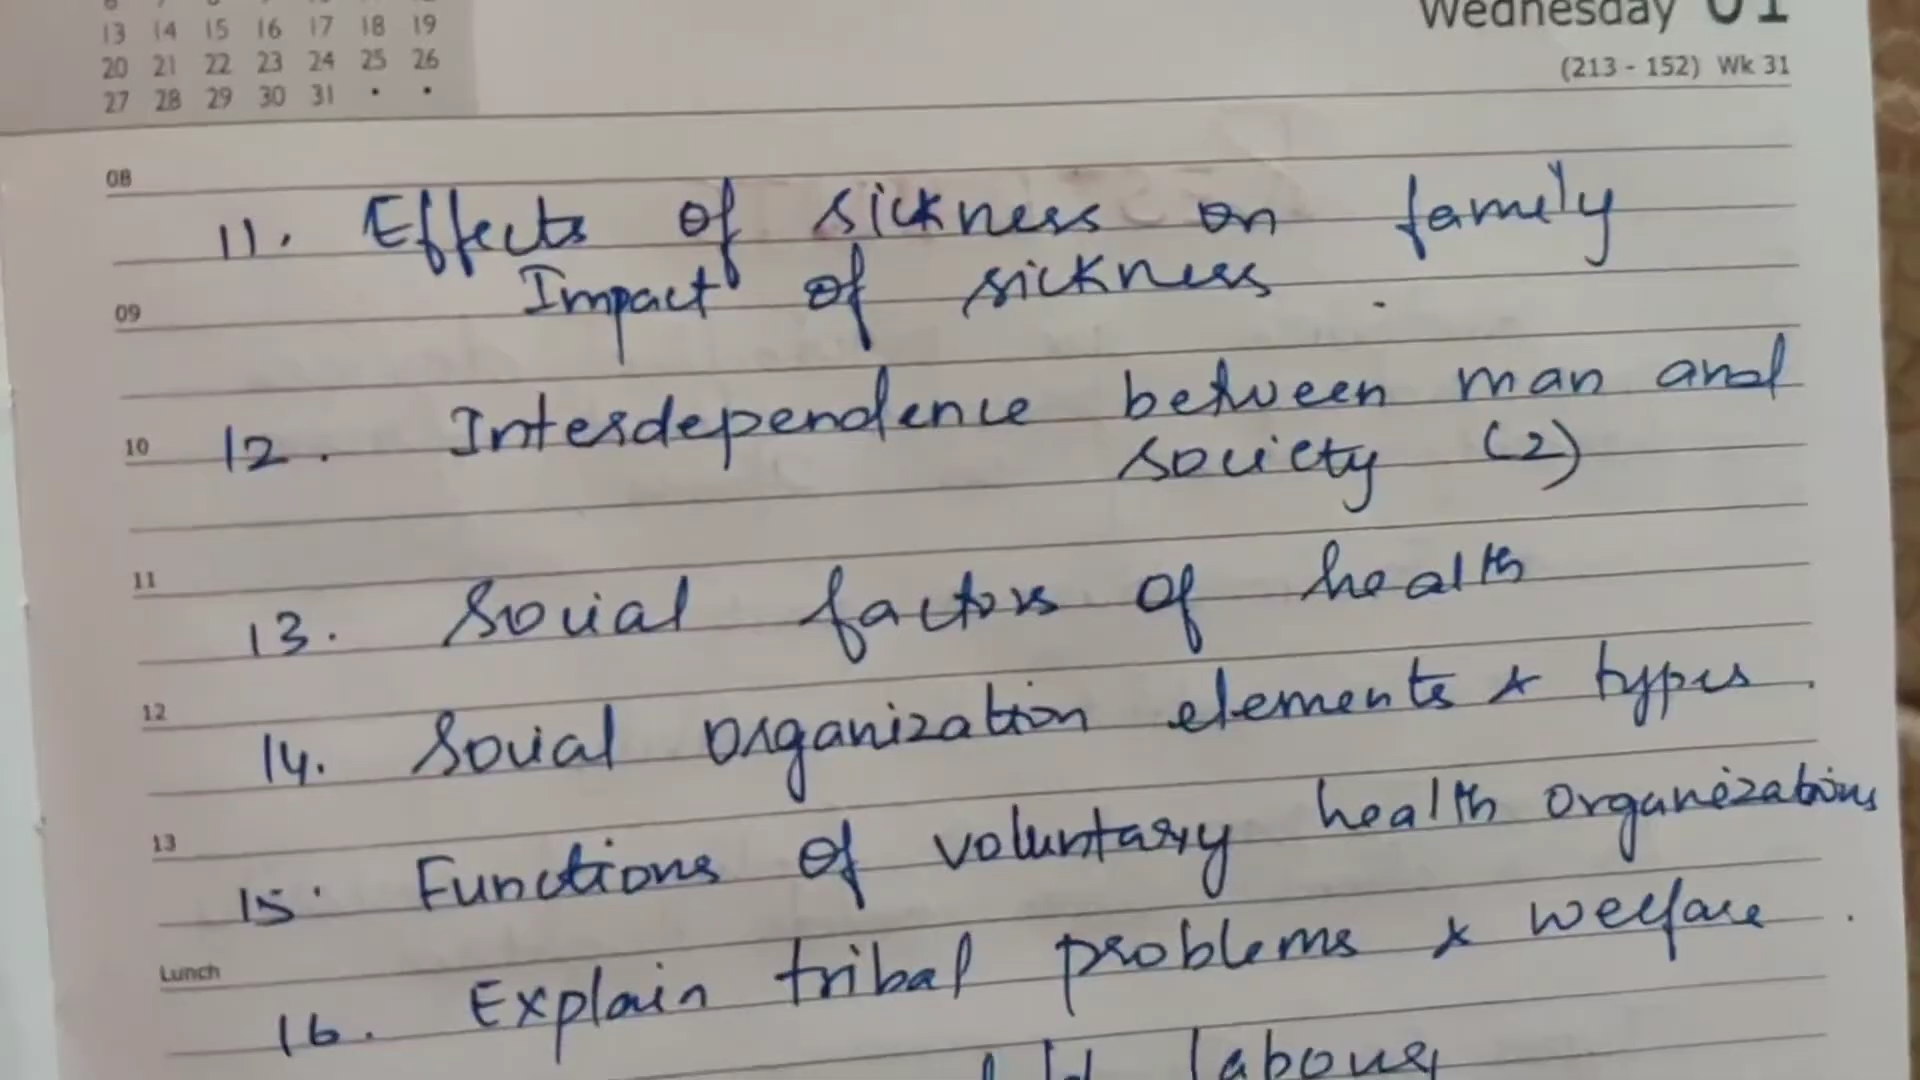 13 14 15 16 17 18 19
20 21 22 23 24 25 26
27 28 29 30 31 • •
Wednesday 01
(213 - 152) Wk 31
08
11. Effects of sickness on family
Impact of sickness
09
10
12. Interdependence between man and
society (2)
11
13. Social factors of health
12
14. Social organization elements & types.
13
15. Functions of voluntary health organizations
Lunch
16. Explain tribal problems & welfare.
labour